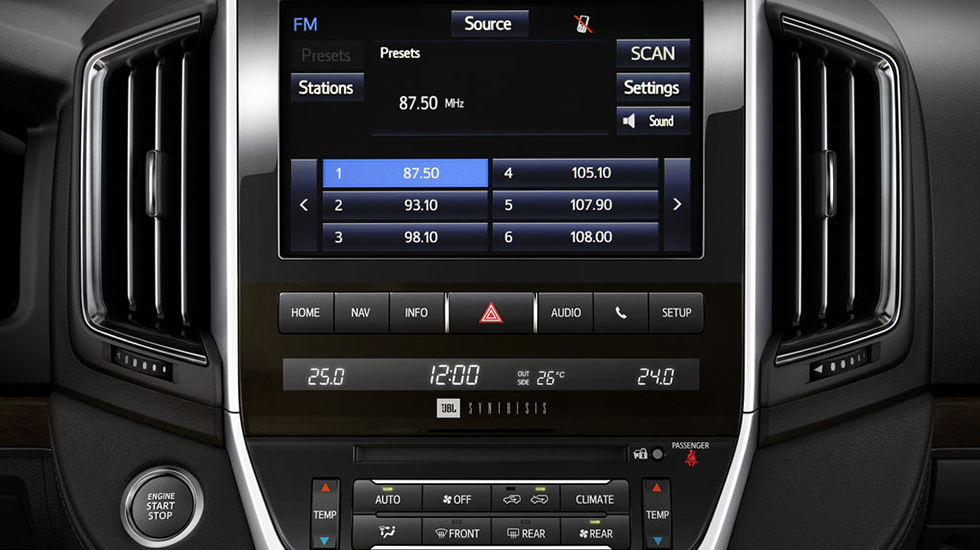 FM
Source
Presets
Presets
SCAN
Stations
Settings
87.50 MHz
Sound
1 87.50
4 105.10
2 93.10
5 107.90
3 98.10
6 108.00
HOME
NAV
INFO
AUDIO
SETUP
25.0
12:00
OUT SIDE 26°C
24.0
JBL SYNTHESIS
PASSENGER
ENGINE
START
STOP
TEMP
AUTO
OFF
CLIMATE
TEMP
FRONT
REAR
REAR